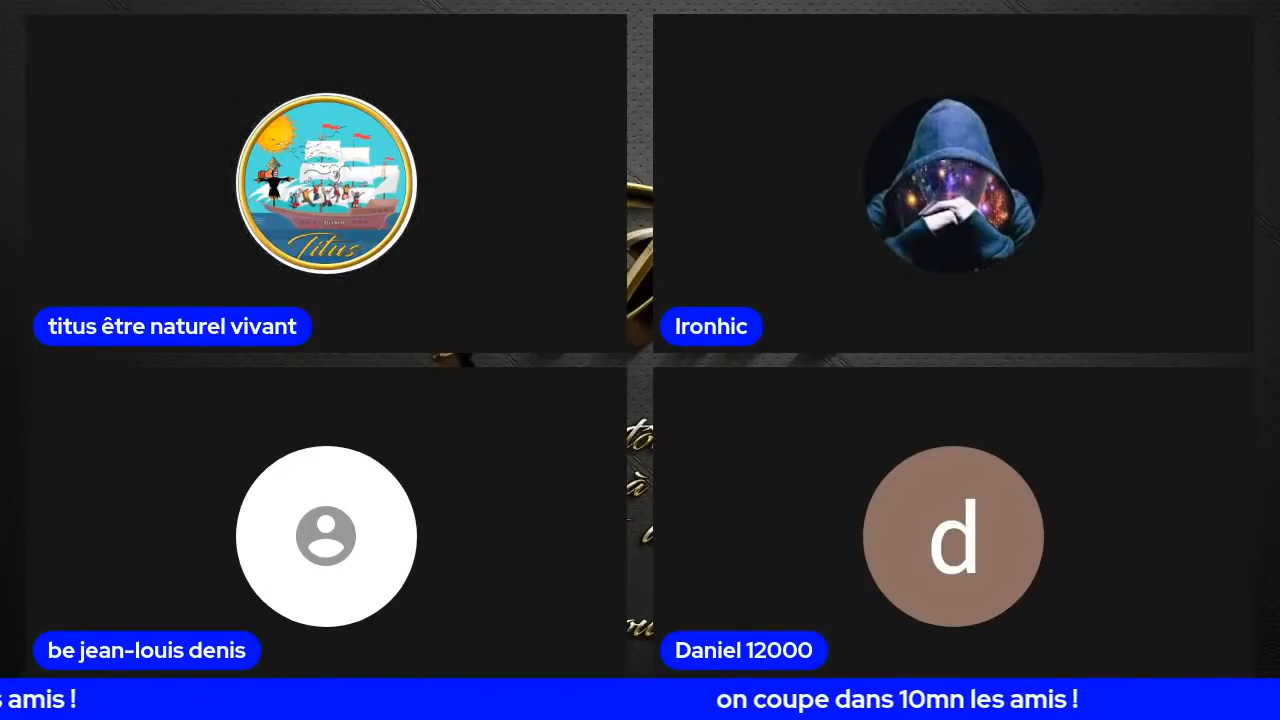 Titus
titus être naturel vivant
Ironhic
be jean-louis denis
d
Daniel 12000
s amis !
on coupe dans 10mn les amis !